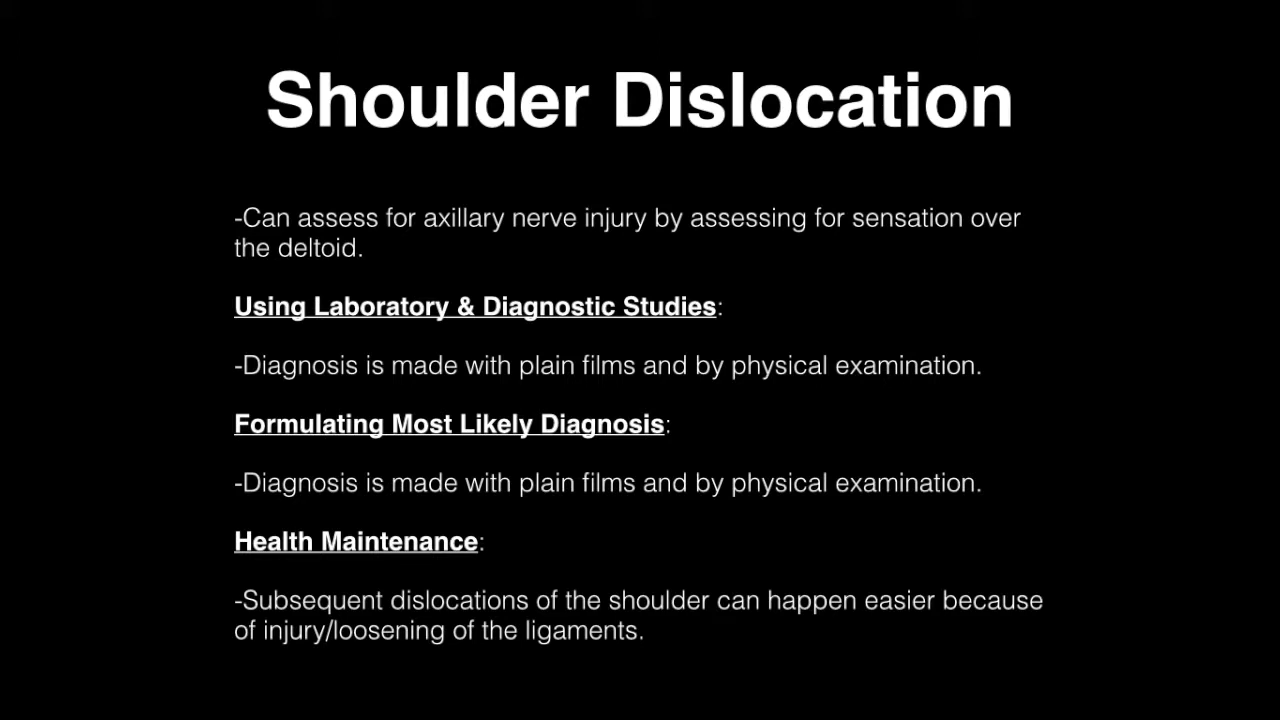 Shoulder Dislocation
-Can assess for axillary nerve injury by assessing for sensation over
the deltoid.
Using Laboratory & Diagnostic Studies:
-Diagnosis is made with plain films and by physical examination.
Formulating Most Likely Diagnosis:
-Diagnosis is made with plain films and by physical examination.
Health Maintenance:
-Subsequent dislocations of the shoulder can happen easier because
of injury/loosening of the ligaments.